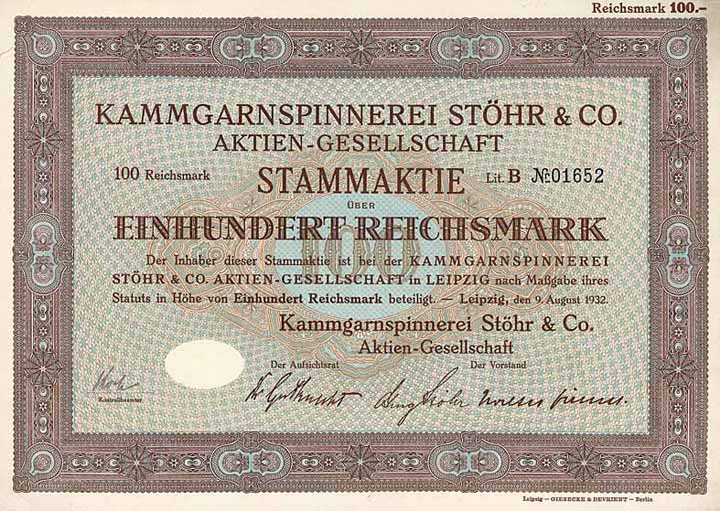 Reichsmark 100.–
KAMMGARNSPINNEREI STÖHR & CO.
AKTIEN-GESELLSCHAFT
100 Reichsmark STAMMAKTIE Lit. B № 01652
ÜBER
EINHUNDERT REICHSMARK
100
Der Inhaber dieser Stammaktie ist bei der KAMMGARNSPINNEREI
STÖHR & CO. AKTIEN-GESELLSCHAFT in LEIPZIG nach Maßgabe ihres
Statuts in Höhe von Einhundert Reichsmark beteiligt. — Leipzig, den 9. August 1932.
Kammgarnspinnerei Stöhr & Co.
Aktien-Gesellschaft
Der Aufsichtsrat Der Vorstand
Kontrollbeamter
Leipzig – GIESECKE & DEVRIENT – Berlin